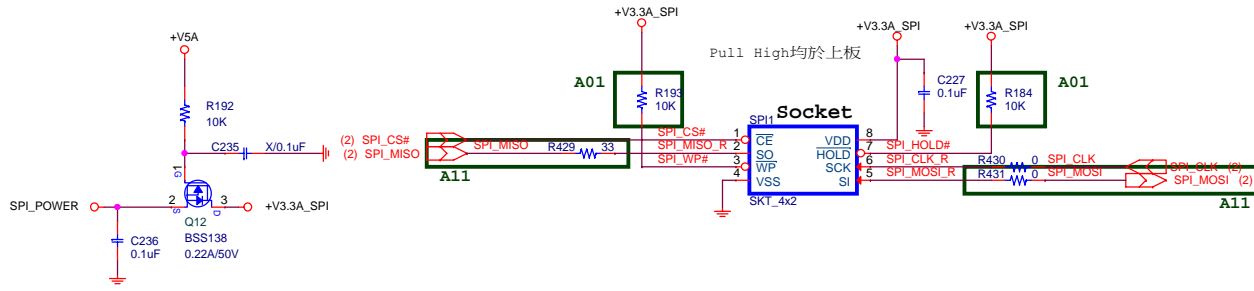 +V3.3A_SPI
+V3.3A_SPI
+V3.3A_SPI
+V5A
Pull High均於上板
A01
A01
R192
10K
R193
10K
C227
0.1uF
R184
10K
Socket
SPI1
C235
X/0.1uF
(2) SPI_CS#
SPI_CS#
1
CE
VDD
8
(2) SPI_MISO
SPI_MISO
R429
33
SPI_MISO_R
2
SO
HOLD
7
SPI_HOLD#
SPI_WP#
3
WP
SCK
6
SPI_CLK_R
R430
0
SPI_CLK
SPI_CLK (2)
4
VSS
SI
5
SPI_MOSI_R
R431
0
SPI_MOSI
SPI_MOSI (2)
A11
A11
SKT_4x2
1
G
SPI_POWER
2
S
3
D
+V3.3A_SPI
Q12
BSS138
0.22A/50V
C236
0.1uF